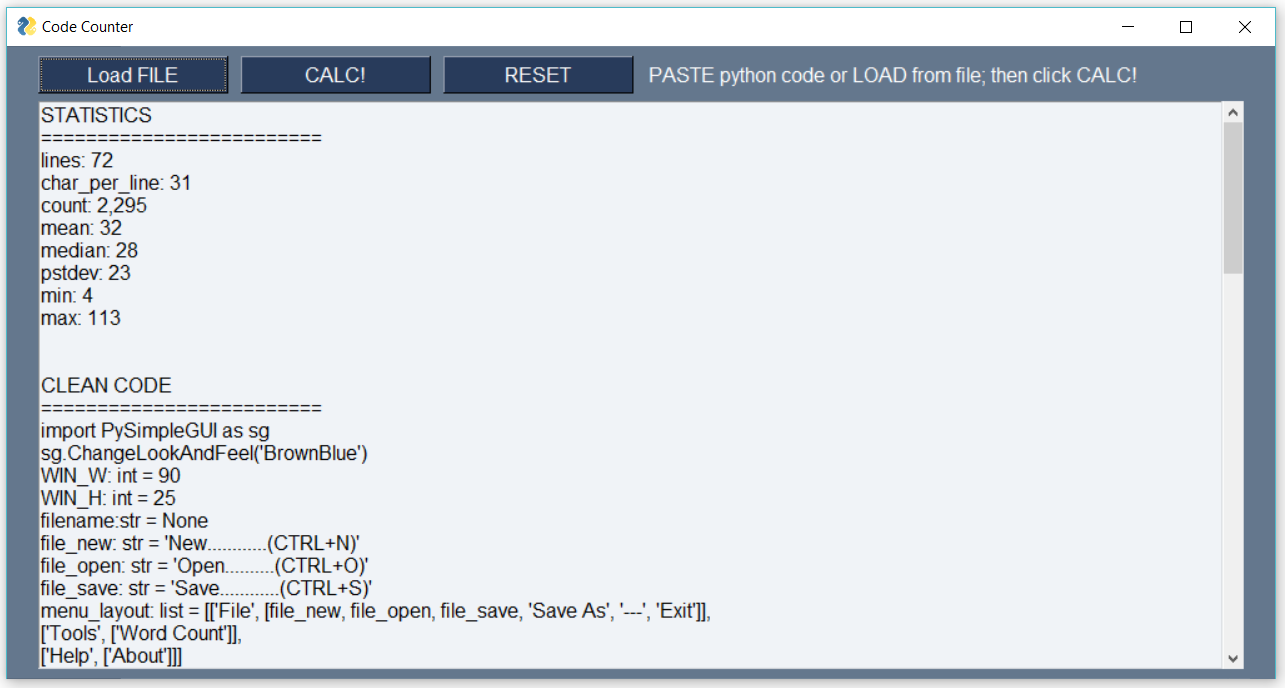 Code Counter
Load FILE CALC! RESET PASTE python code or LOAD from file; then click CALC!
STATISTICS
=========================
lines: 72
char_per_line: 31
count: 2,295
mean: 32
median: 28
pstdev: 23
min: 4
max: 113
CLEAN CODE
=========================
import PySimpleGUI as sg
sg.ChangeLookAndFeel('BrownBlue')
WIN_W: int = 90
WIN_H: int = 25
filename:str = None
file_new: str = 'New............(CTRL+N)'
file_open: str = 'Open..........(CTRL+O)'
file_save: str = 'Save............(CTRL+S)'
menu_layout: list = [['File', [file_new, file_open, file_save, 'Save As', '---', 'Exit']],
['Tools', ['Word Count']],
['Help', ['About']]]